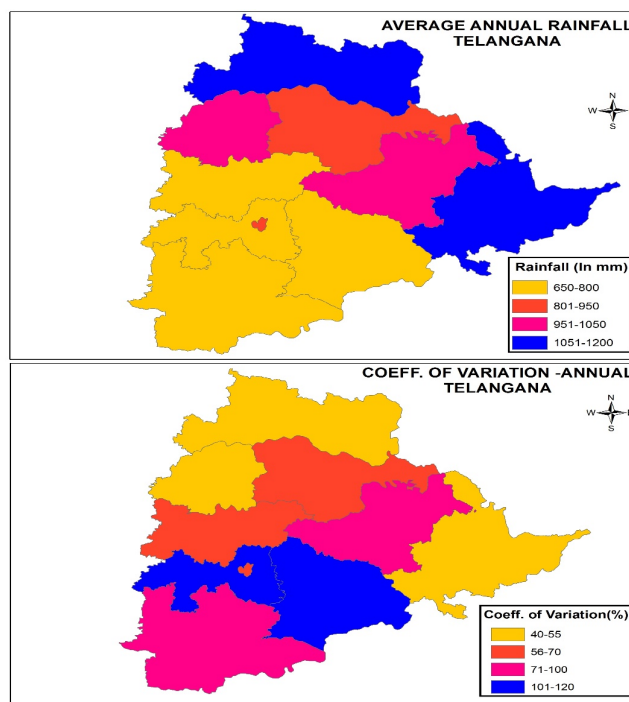 AVERAGE ANNUAL RAINFALL
TELANGANA
N
W E
S
Rainfall (In mm)
650-800
801-950
951-1050
1051-1200
COEFF. OF VARIATION -ANNUAL
TELANGANA
N
W
S
Coeff. of Variation(%)
40-55
56-70
71-100
101-120